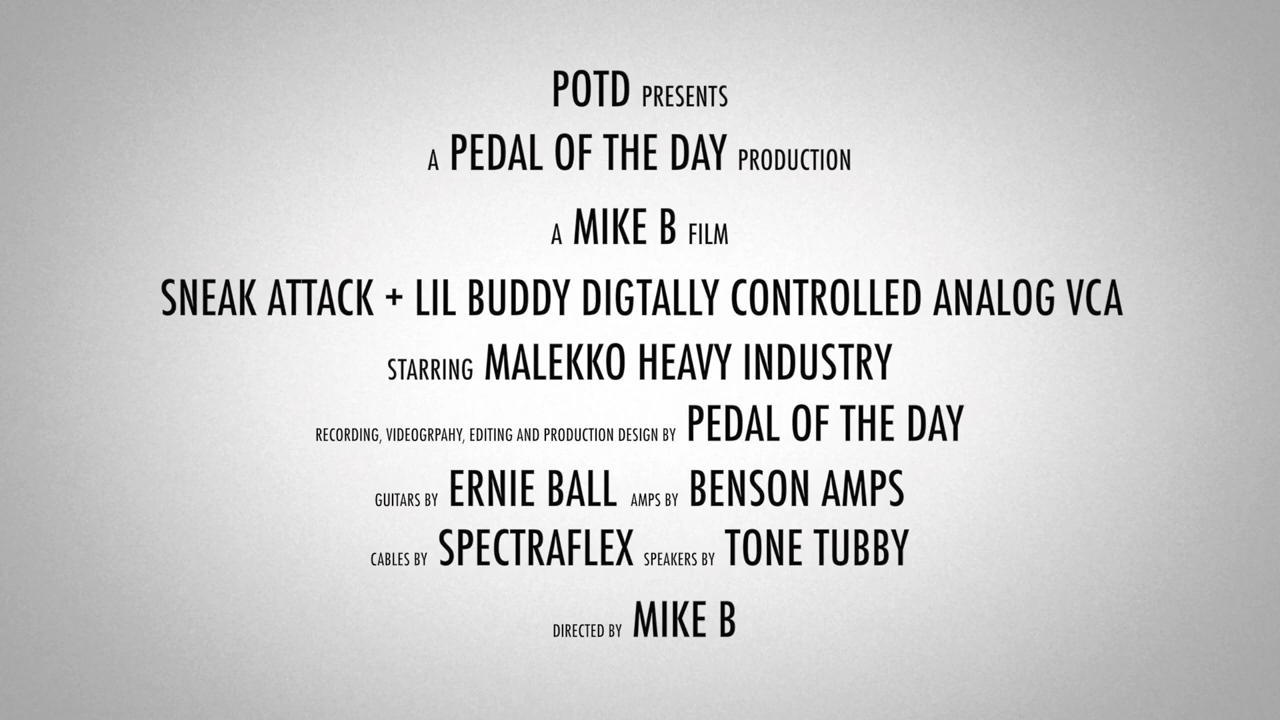 POTD PRESENTS
A PEDAL OF THE DAY PRODUCTION
A MIKE B FILM
SNEAK ATTACK + LIL BUDDY DIGTALLY CONTROLLED ANALOG VCA
STARRING MALEKKO HEAVY INDUSTRY
RECORDING, VIDEOGRPAHY, EDITING AND PRODUCTION DESIGN BY PEDAL OF THE DAY
GUITARS BY ERNIE BALL AMPS BY BENSON AMPS
CABLES BY SPECTRAFLEX SPEAKERS BY TONE TUBBY
DIRECTED BY MIKE B